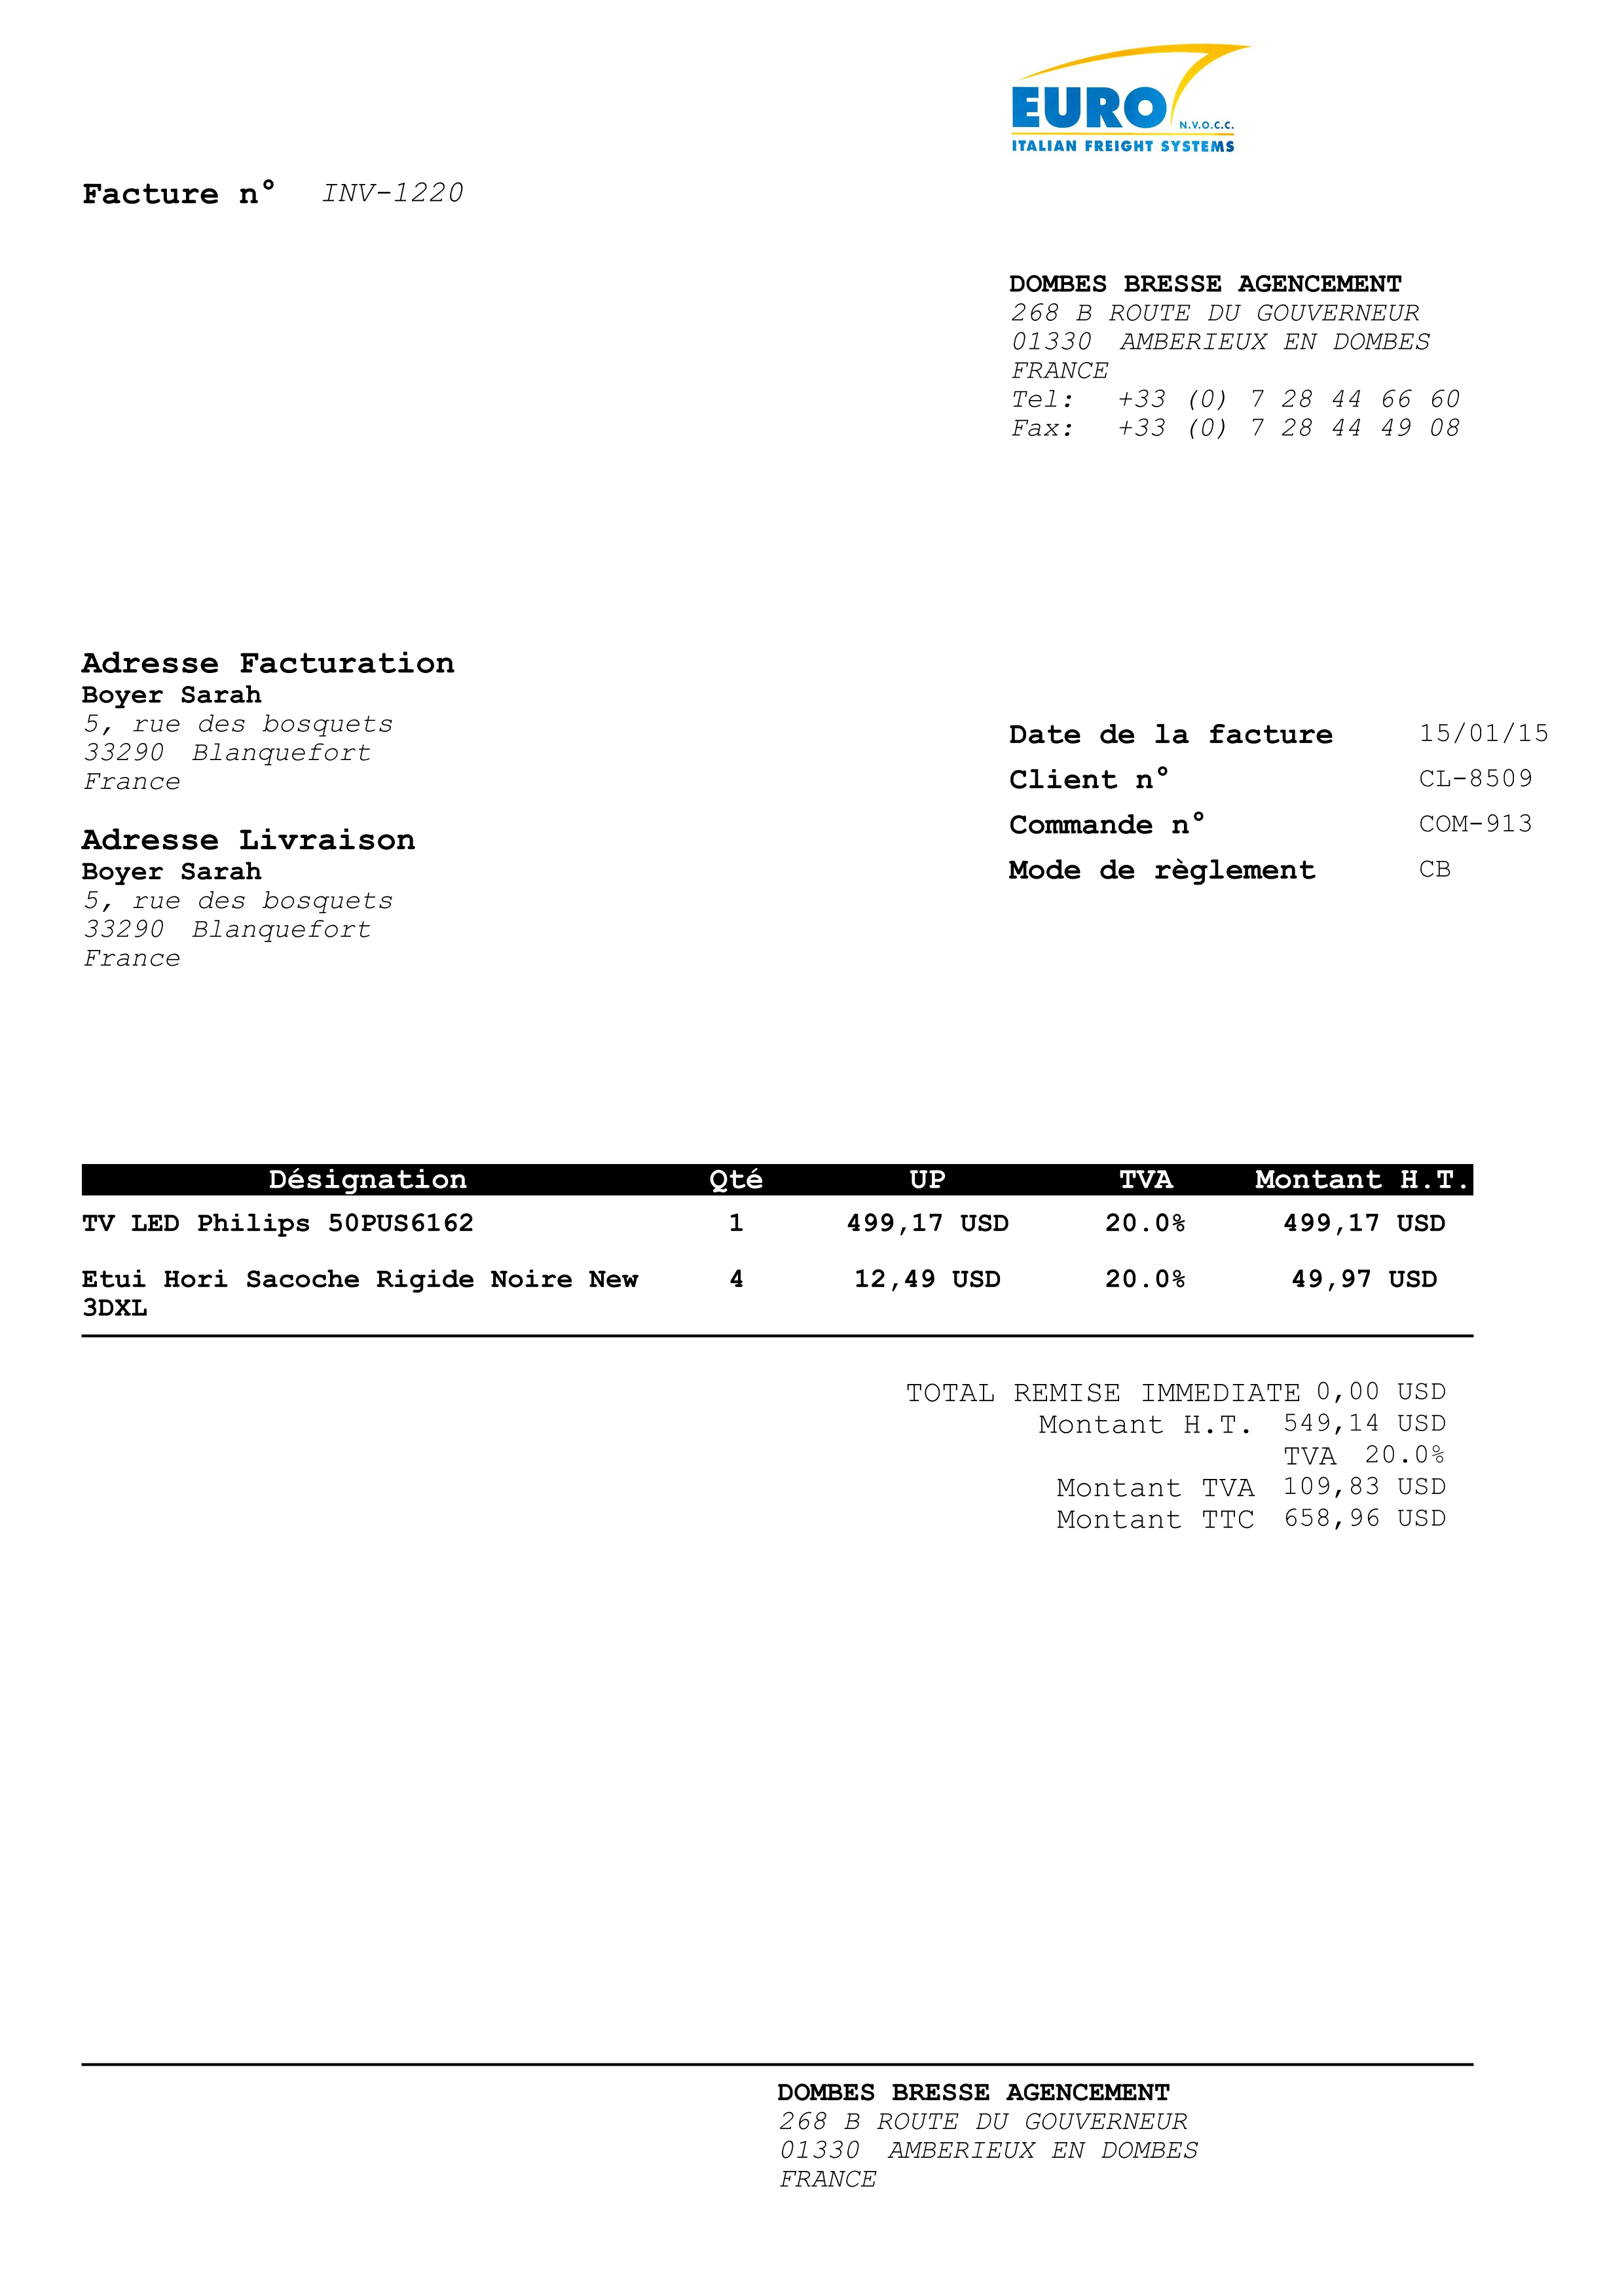 EURO
N.V.O.C.C.
ITALIAN FREIGHT SYSTEMS
Facture n° INV-1220
DOMBES BRESSE AGENCEMENT
268 B ROUTE DU GOUVERNEUR
01330 AMBERIEUX EN DOMBES
FRANCE
Tel: +33 (0) 7 28 44 66 60
Fax: +33 (0) 7 28 44 49 08
Adresse Facturation
Boyer Sarah
5, rue des bosquets
33290 Blanquefort
France
Adresse Livraison
Boyer Sarah
5, rue des bosquets
33290 Blanquefort
France
Date de la facture 15/01/15
Client n° CL-8509
Commande n° COM-913
Mode de règlement CB
Désignation Qté UP TVA Montant H.T.
TV LED Philips 50PUS6162 1 499,17 USD 20.0% 499,17 USD
Etui Hori Sacoche Rigide Noire New 4 12,49 USD 20.0% 49,97 USD
3DXL
TOTAL REMISE IMMEDIATE 0,00 USD
Montant H.T. 549,14 USD
TVA 20.0%
Montant TVA 109,83 USD
Montant TTC 658,96 USD
DOMBES BRESSE AGENCEMENT
268 B ROUTE DU GOUVERNEUR
01330 AMBERIEUX EN DOMBES
FRANCE